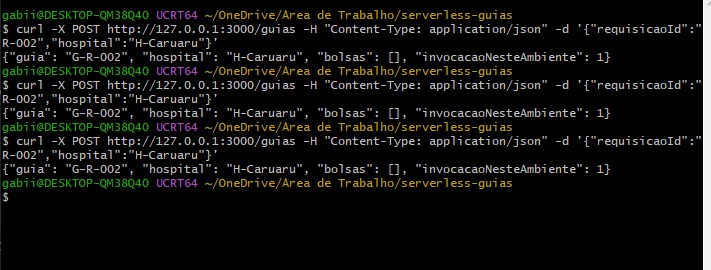 gabii@DESKTOP-QM38Q4O UCRT64 ~/OneDrive/Área de Trabalho/serverless-guias
$ curl -X POST http://127.0.0.1:3000/guias -H "Content-Type: application/json" -d '{"requisicaoId":"
R-002","hospital":"H-Caruaru"}'
{"guia": "G-R-002", "hospital": "H-Caruaru", "bolsas": [], "invocacaoNesteAmbiente": 1}
gabii@DESKTOP-QM38Q4O UCRT64 ~/OneDrive/Área de Trabalho/serverless-guias
$ curl -X POST http://127.0.0.1:3000/guias -H "Content-Type: application/json" -d '{"requisicaoId":"
R-002","hospital":"H-Caruaru"}'
{"guia": "G-R-002", "hospital": "H-Caruaru", "bolsas": [], "invocacaoNesteAmbiente": 1}
gabii@DESKTOP-QM38Q4O UCRT64 ~/OneDrive/Área de Trabalho/serverless-guias
$ curl -X POST http://127.0.0.1:3000/guias -H "Content-Type: application/json" -d '{"requisicaoId":"
R-002","hospital":"H-Caruaru"}'
{"guia": "G-R-002", "hospital": "H-Caruaru", "bolsas": [], "invocacaoNesteAmbiente": 1}
gabii@DESKTOP-QM38Q4O UCRT64 ~/OneDrive/Área de Trabalho/serverless-guias
$